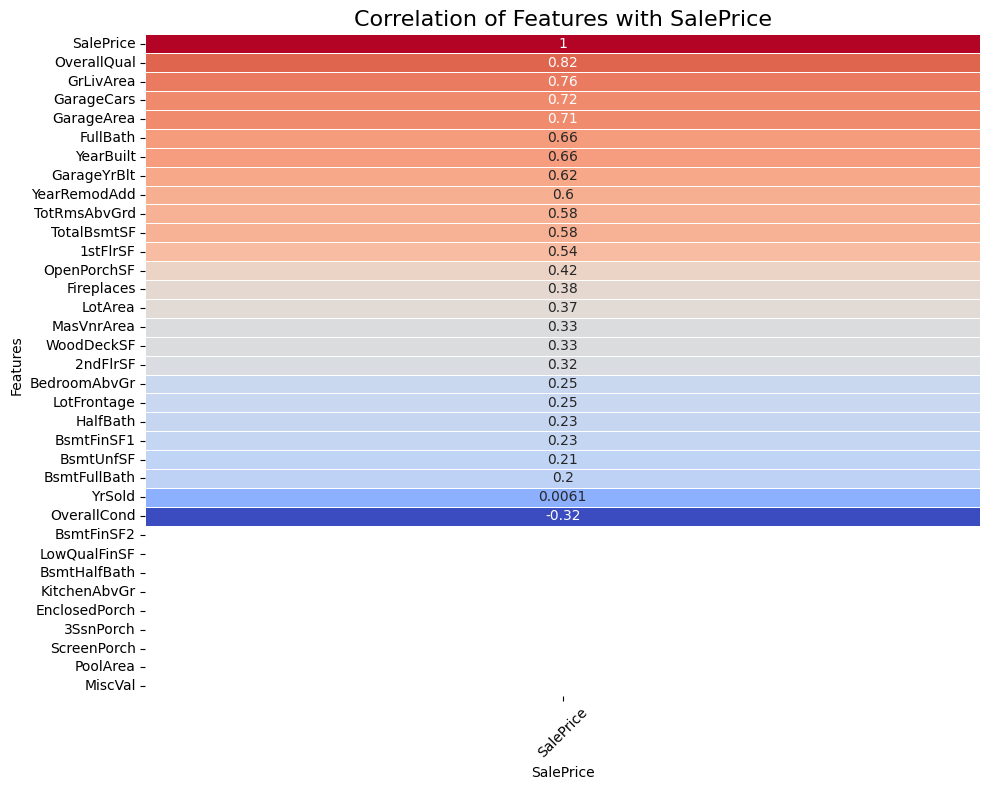 Correlation of Features with SalePrice
Features
SalePrice 1
OverallQual 0.82
GrLivArea 0.76
GarageCars 0.72
GarageArea 0.71
FullBath 0.66
YearBuilt 0.66
GarageYrBlt 0.62
YearRemodAdd 0.6
TotRmsAbvGrd 0.58
TotalBsmtSF 0.58
1stFlrSF 0.54
OpenPorchSF 0.42
Fireplaces 0.38
LotArea 0.37
MasVnrArea 0.33
WoodDeckSF 0.33
2ndFlrSF 0.32
BedroomAbvGr 0.25
LotFrontage 0.25
HalfBath 0.23
BsmtFinSF1 0.23
BsmtUnfSF 0.21
BsmtFullBath 0.2
YrSold 0.0061
OverallCond -0.32
BsmtFinSF2
LowQualFinSF
BsmtHalfBath
KitchenAbvGr
EnclosedPorch
3SsnPorch
ScreenPorch
PoolArea
MiscVal
SalePrice
SalePrice